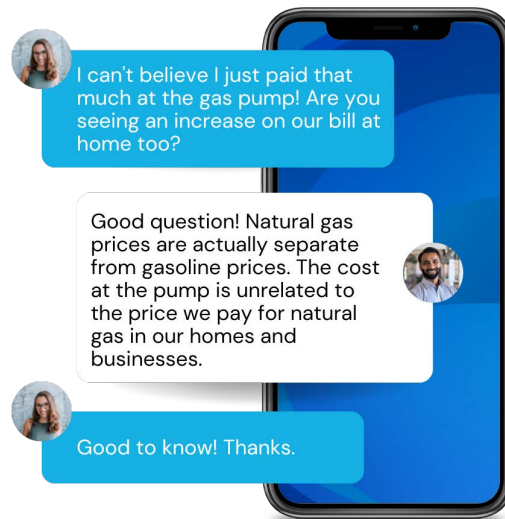 I can't believe I just paid that
much at the gas pump! Are you
seeing an increase on our bill at
home too?
Good question! Natural gas
prices are actually separate
from gasoline prices. The cost
at the pump is unrelated to
the price we pay for natural
gas in our homes and
businesses.
Good to know! Thanks.